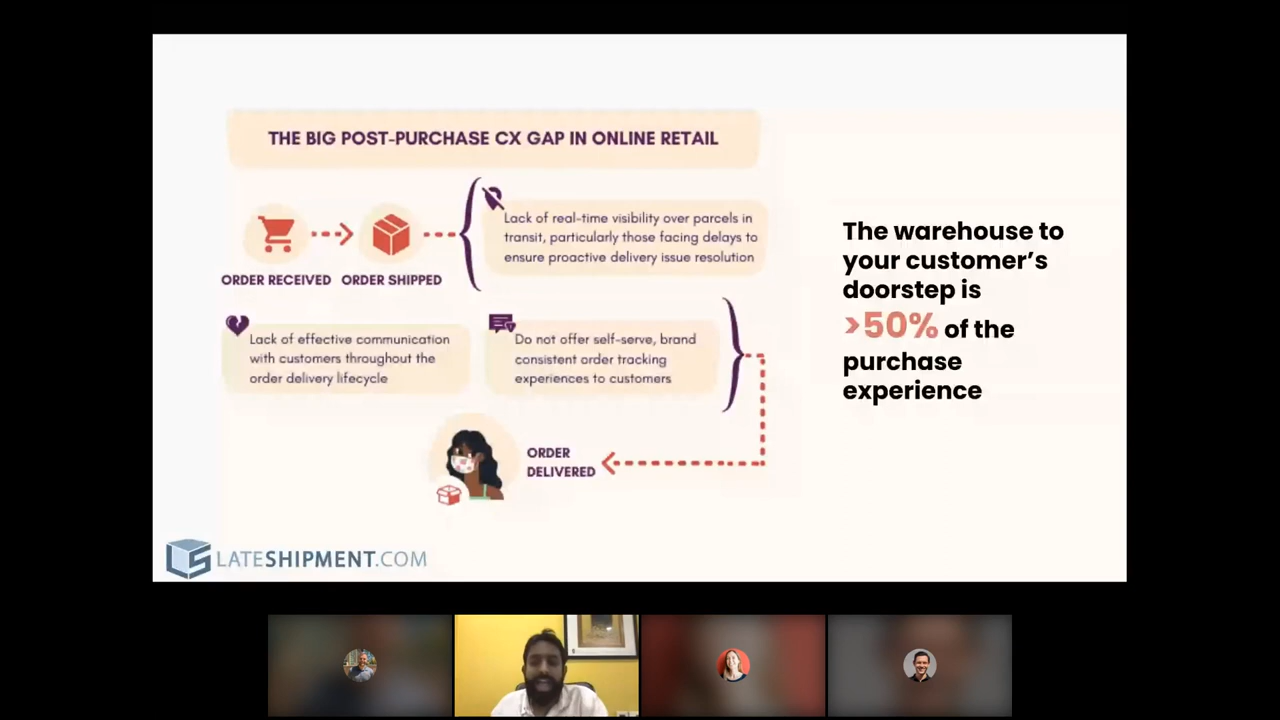 THE BIG POST-PURCHASE CX GAP IN ONLINE RETAIL
ORDER RECEIVED
ORDER SHIPPED
Lack of real-time visibility over parcels in
transit, particularly those facing delays to
ensure proactive delivery issue resolution
Lack of effective communication
with customers throughout the
order delivery lifecycle
Do not offer self-serve, brand
consistent order tracking
experiences to customers
ORDER
DELIVERED
The warehouse to
your customer's
doorstep is
>50% of the
purchase
experience
LATESHIPMENT.COM